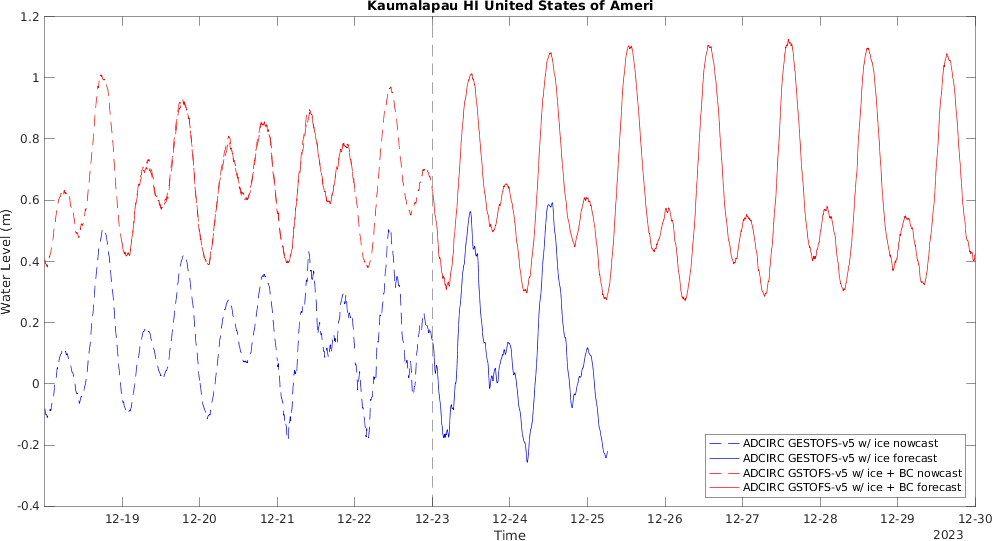 Kaumalapau HI United States of Ameri
1.2
1
0.8
0.6
0.4
0.2
0
-0.2
-0.4
Water Level (m)
ADCIRC GESTOFS-v5 w/ ice nowcast
ADCIRC GESTOFS-v5 w/ ice forecast
ADCIRC GSTOFS-v5 w/ ice + BC nowcast
ADCIRC GSTOFS-v5 w/ ice + BC forecast
12-19 12-20 12-21 12-22 12-23 12-24 12-25 12-26 12-27 12-28 12-29 12-30
Time
2023